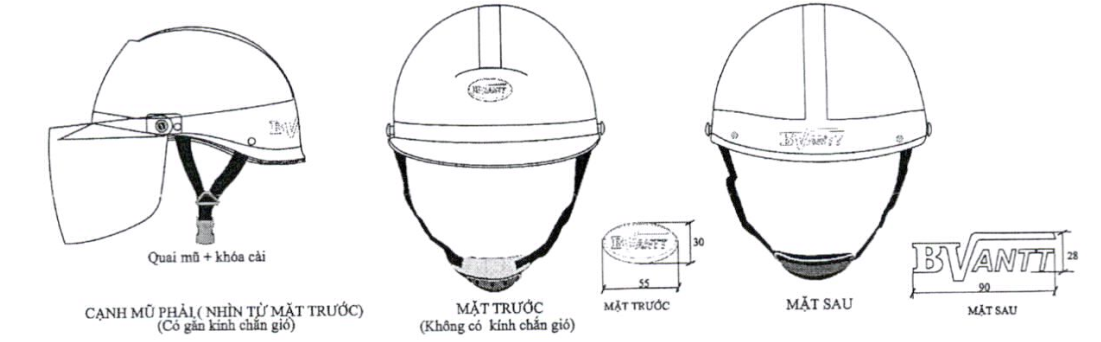 BV
Quai mũ + khóa cài
CẠNH MŨ PHẢI ( NHÌN TỪ MẶT TRƯỚC)
(Có gắn kính chắn gió)
BVANTT
MẶT TRƯỚC
(Không có kính chắn gió)
BVANTT
30
55
MẶT TRƯỚC
BVANTT
MẶT SAU
BVANTT
28
90
MẶT SAU